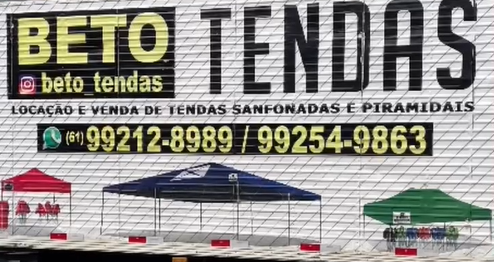 BETO TENDAS
beto_tendas
LOCAÇÃO E VENDA DE TENDAS SANFONADAS E PIRAMIDAIS
(61) 99212-8989 / 99254-9863